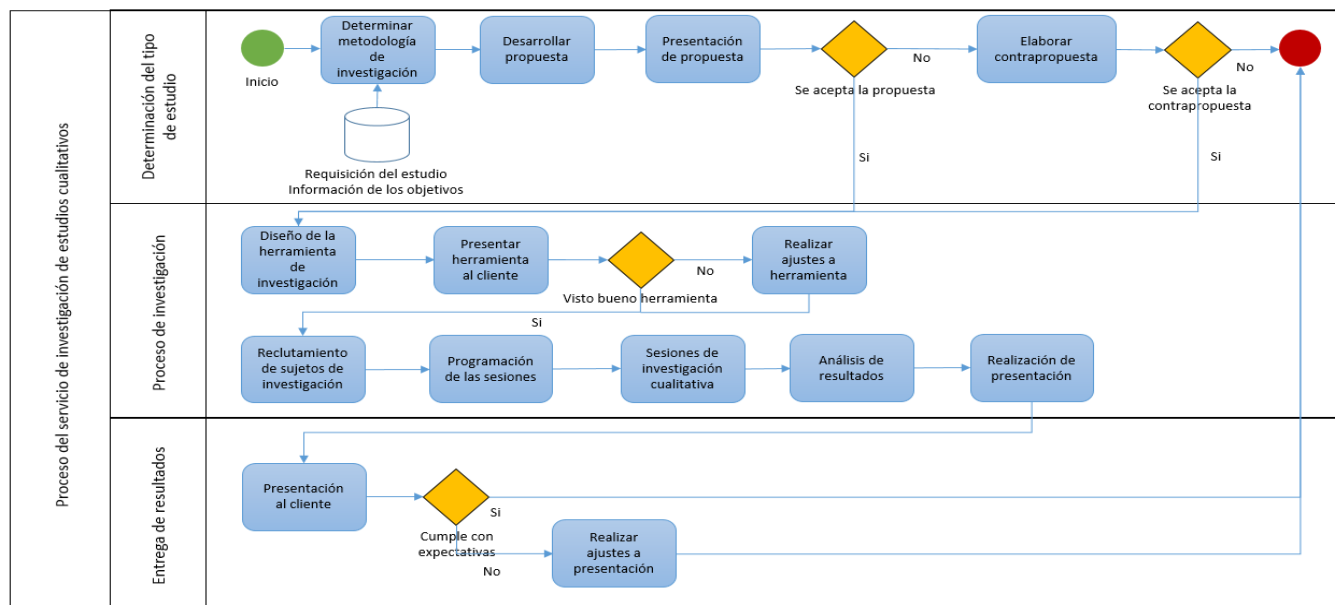 Proceso del servicio de investigación de estudios cualitativos
Determinación del tipo
de estudio
Inicio
Determinar
metodología
de
investigación
Desarrollar
propuesta
Presentación
de propuesta
No
Se acepta la propuesta
Si
Elaborar
contrapropuesta
No
Se acepta la
contrapropuesta
Si
Requisición del estudio
Información de los objetivos
Proceso de investigación
Diseño de la
herramienta
de
investigación
Presentar
herramienta
al cliente
No
Visto bueno herramienta
Si
Realizar
ajustes a
herramienta
Reclutamiento
de sujetos de
investigación
Programación
de las sesiones
Sesiones de
investigación
cualitativa
Análisis de
resultados
Realización de
presentación
Entrega de resultados
Presentación
al cliente
Si
Cumple con
expectativas
No
Realizar
ajustes a
presentación